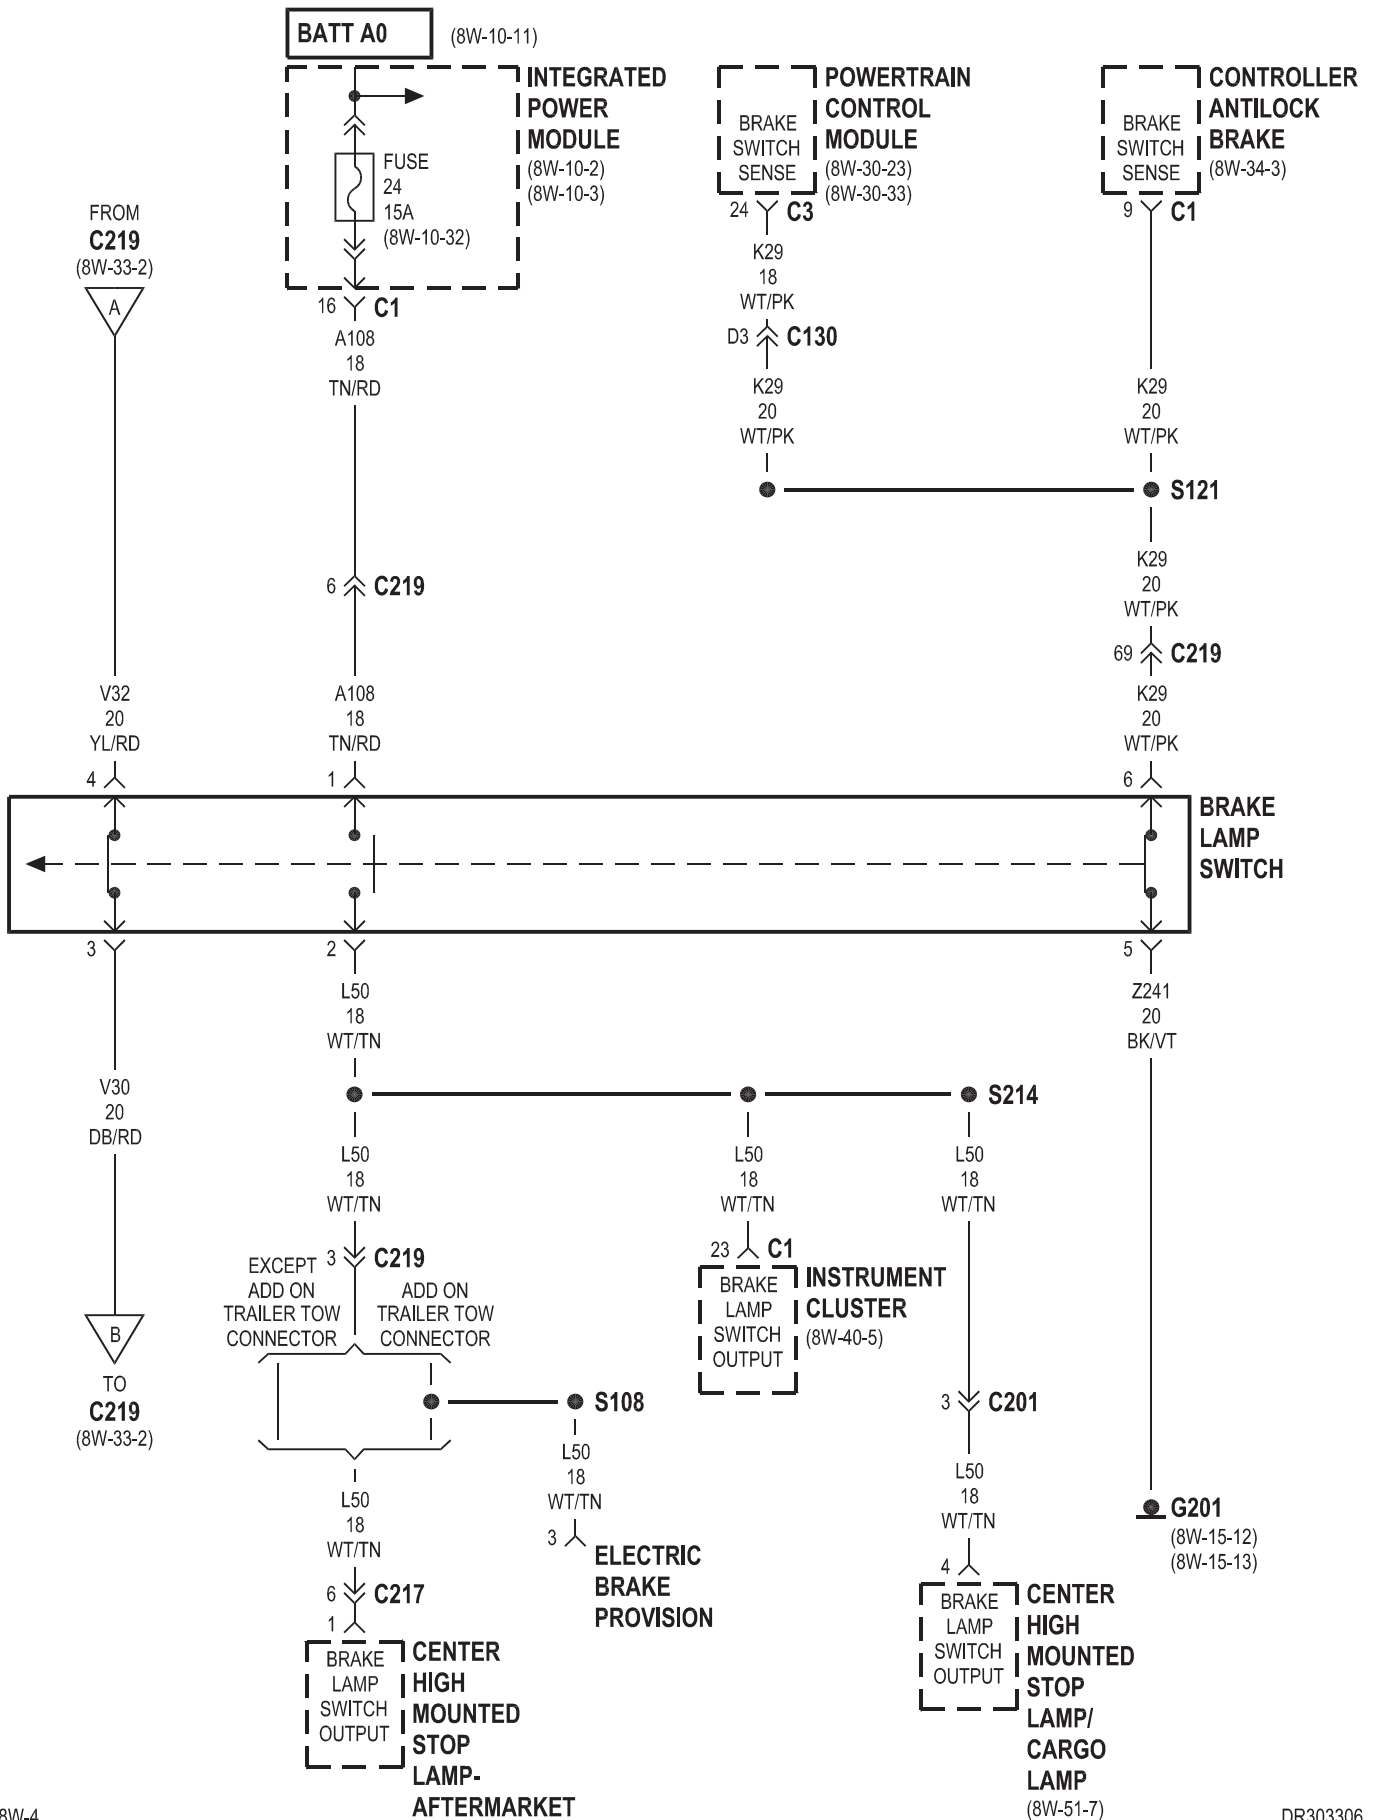 BATT A0
(8W-10-11)
INTEGRATED
POWER
MODULE
(8W-10-2)
(8W-10-3)
FUSE
24
15A
(8W-10-32)
16
C1
A108
18
TN/RD
POWERTRAIN
CONTROL
MODULE
(8W-30-23)
(8W-30-33)
BRAKE
SWITCH
SENSE
24
C3
K29
18
WT/PK
D3
C130
K29
20
WT/PK
CONTROLLER
ANTILOCK
BRAKE
(8W-34-3)
BRAKE
SWITCH
SENSE
9
C1
K29
20
WT/PK
S121
K29
20
WT/PK
69
C219
K29
20
WT/PK
6
FROM
C219
(8W-33-2)
A
V32
20
YL/RD
4
6
C219
A108
18
TN/RD
1
BRAKE
LAMP
SWITCH
3
V30
20
DB/RD
B
TO
C219
(8W-33-2)
2
L50
18
WT/TN
5
Z241
20
BK/VT
S214
L50
18
WT/TN
3
C219
EXCEPT
ADD ON
TRAILER TOW
CONNECTOR
ADD ON
TRAILER TOW
CONNECTOR
S108
L50
18
WT/TN
3
ELECTRIC
BRAKE
PROVISION
L50
18
WT/TN
6
C217
1
BRAKE
LAMP
SWITCH
OUTPUT
CENTER
HIGH
MOUNTED
STOP
LAMP-
AFTERMARKET
L50
18
WT/TN
23
C1
BRAKE
LAMP
SWITCH
OUTPUT
INSTRUMENT
CLUSTER
(8W-40-5)
L50
18
WT/TN
3
C201
L50
18
WT/TN
4
BRAKE
LAMP
SWITCH
OUTPUT
CENTER
HIGH
MOUNTED
STOP
LAMP/
CARGO
LAMP
(8W-51-7)
G201
(8W-15-12)
(8W-15-13)
8W-4
DR303306